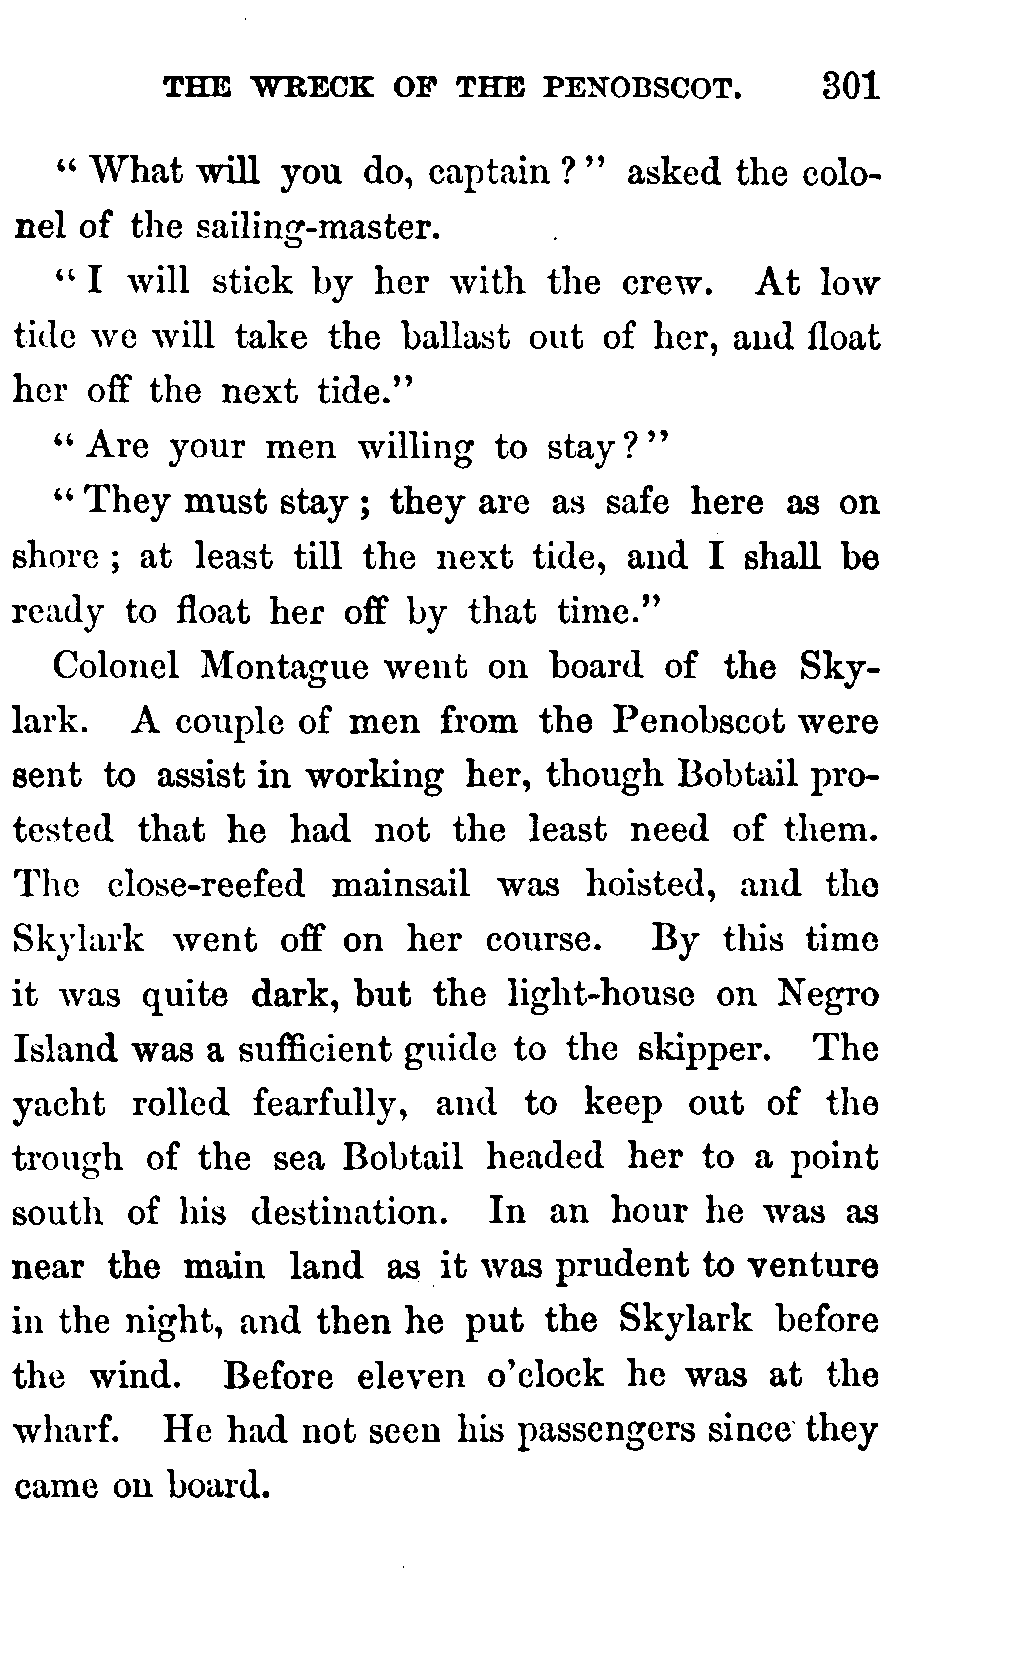 THE WRECK OF THE PENOBSCOT. 301
“ What will you do, captain ? ” asked the colo-
nel of the sailing-master.
“ I will stick by her with the crew. At low
tide we will take the ballast out of her, and float
her off the next tide.”
“ Are your men willing to stay ? ”
“ They must stay ; they are as safe here as on
shore ; at least till the next tide, and I shall be
ready to float her off by that time.”
Colonel Montague went on board of the Sky-
lark. A couple of men from the Penobscot were
sent to assist in working her, though Bobtail pro-
tested that he had not the least need of them.
The close-reefed mainsail was hoisted, and the
Skylark went off on her course. By this time
it was quite dark, but the light-house on Negro
Island was a sufficient guide to the skipper. The
yacht rolled fearfully, and to keep out of the
trough of the sea Bobtail headed her to a point
south of his destination. In an hour he was as
near the main land as it was prudent to venture
in the night, and then he put the Skylark before
the wind. Before eleven o’clock he was at the
wharf. He had not seen his passengers since they
came on board.